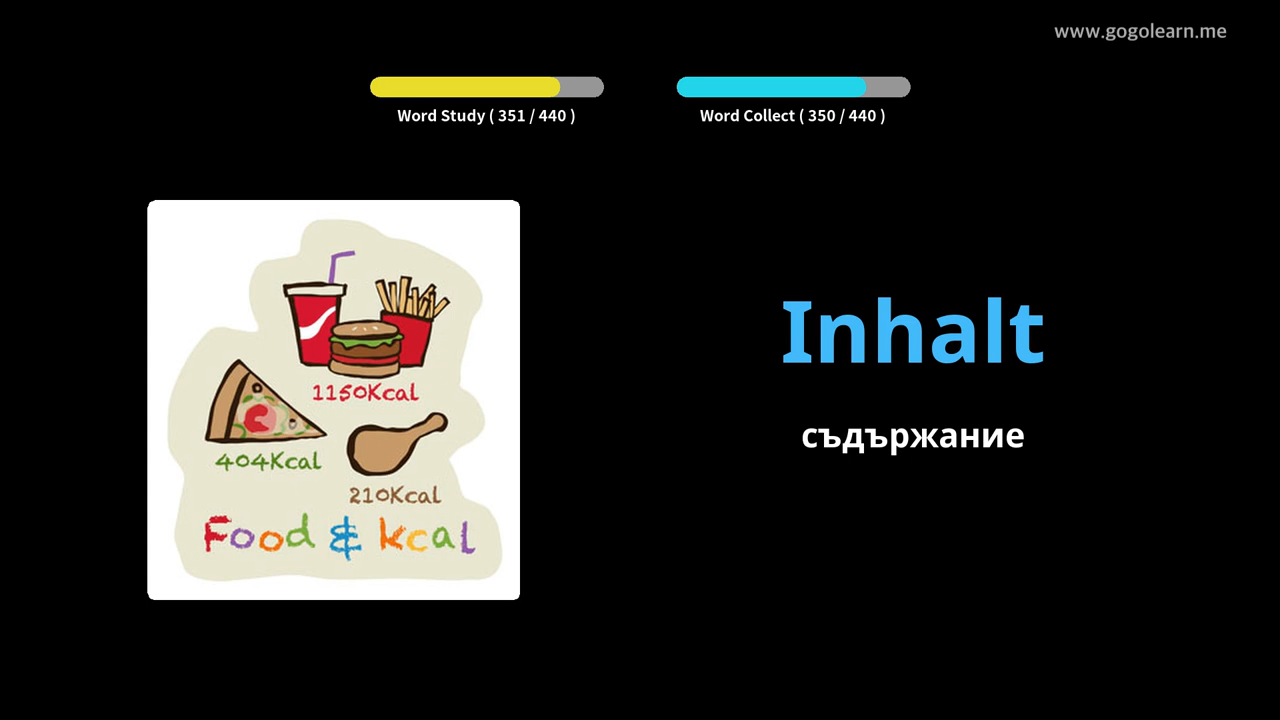 www.gogolearn.me
Word Study ( 351 / 440 )
Word Collect ( 350 / 440 )
1150Kcal
404Kcal
210Kcal
Food & kcal
Inhalt
съдържание